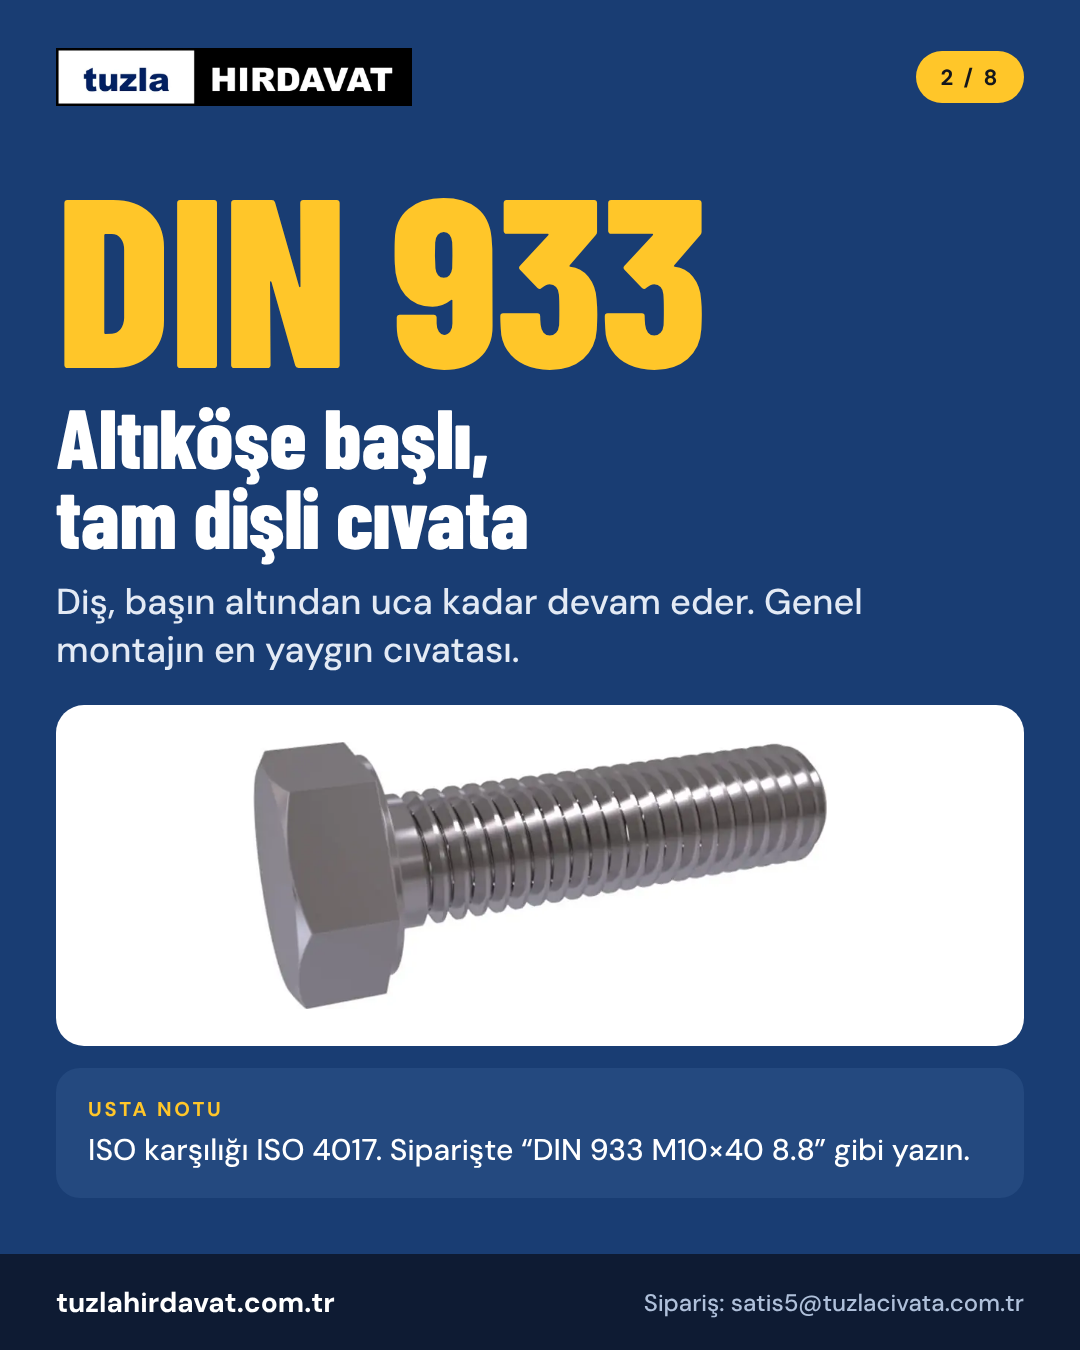 tuzla HIRDAVAT
2 / 8
DIN 933
Altıköşe başlı,
tam dişli cıvata
Diş, başın altından uca kadar devam eder. Genel
montajın en yaygın cıvatası.
USTA NOTU
ISO karşılığı ISO 4017. Siparişte “DIN 933 M10×40 8.8” gibi yazın.
tuzlahirdavat.com.tr
Sipariş: satis5@tuzlacivata.com.tr